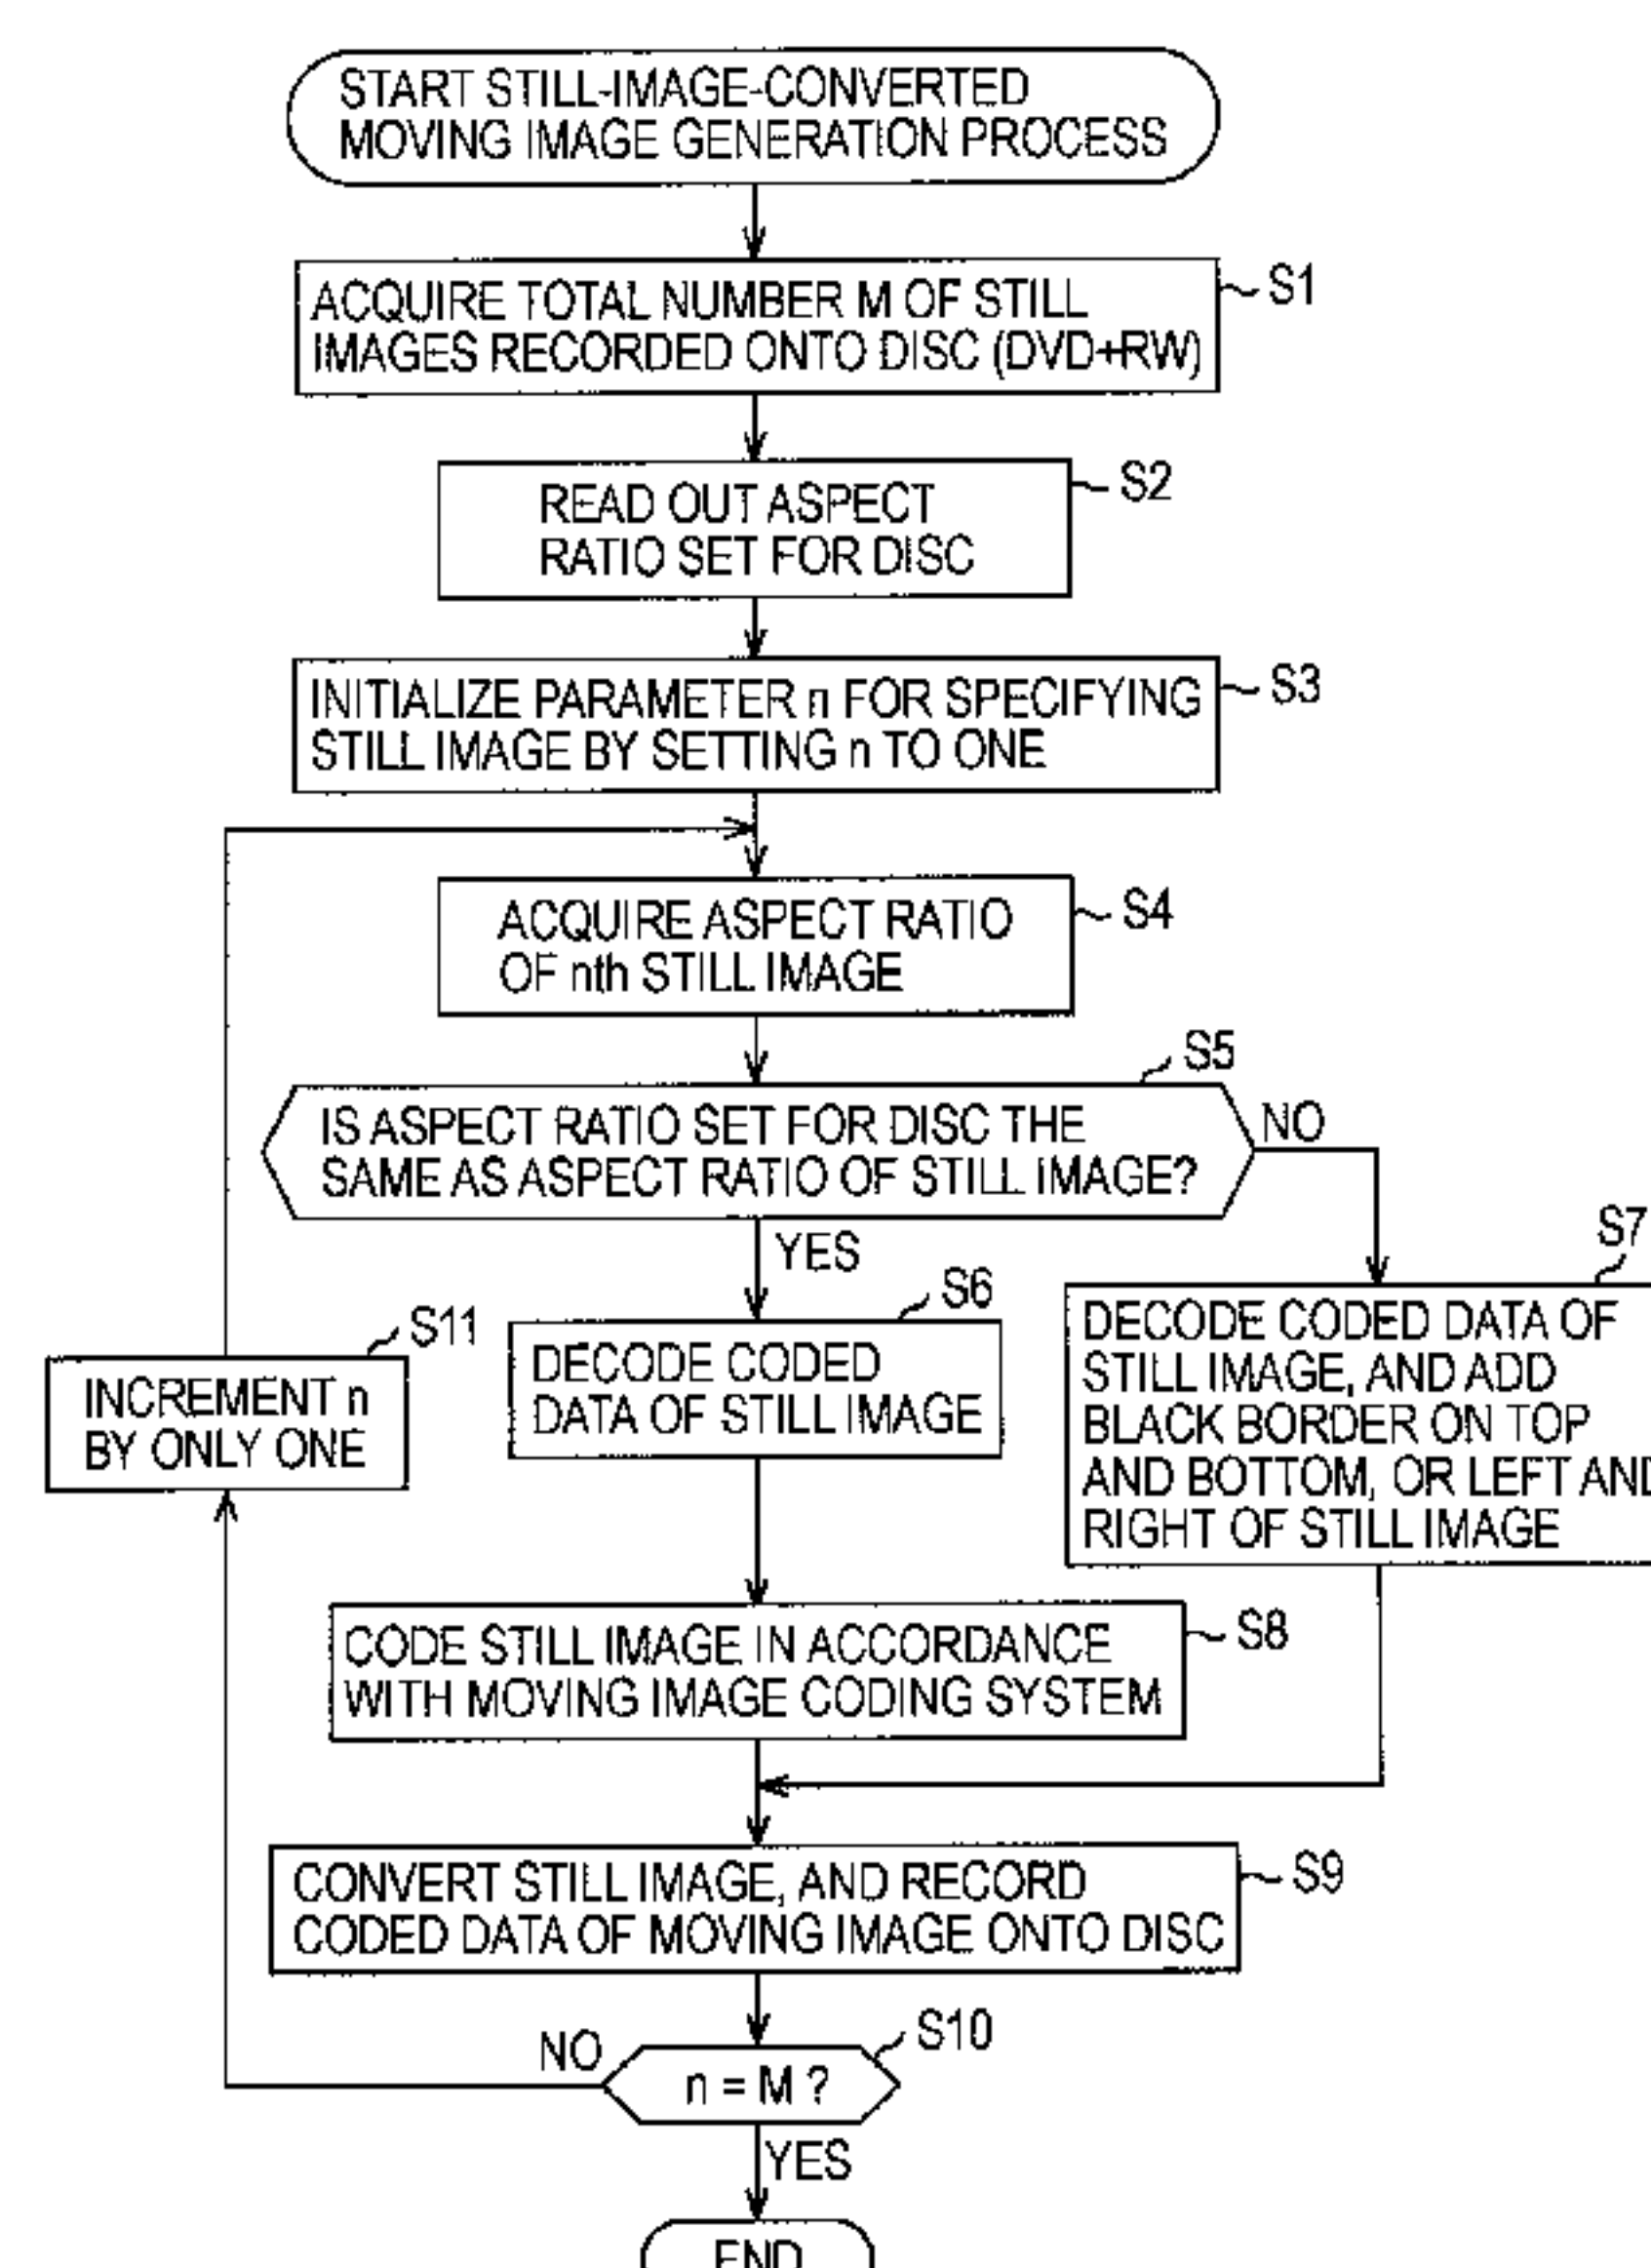 START STILL-IMAGE-CONVERTED
MOVING IMAGE GENERATION PROCESS
ACQUIRE TOTAL NUMBER M OF STILL
IMAGES RECORDED ONTO DISC (DVD+RW)
S1
READ OUT ASPECT
RATIO SET FOR DISC
S2
INITIALIZE PARAMETER n FOR SPECIFYING
STILL IMAGE BY SETTING n TO ONE
S3
ACQUIRE ASPECT RATIO
OF nth STILL IMAGE
S4
S5
IS ASPECT RATIO SET FOR DISC THE
SAME AS ASPECT RATIO OF STILL IMAGE?
NO
YES
S6
DECODE CODED
DATA OF STILL IMAGE
S7
DECODE CODED DATA OF
STILL IMAGE, AND ADD
BLACK BORDER ON TOP
AND BOTTOM, OR LEFT AND
RIGHT OF STILL IMAGE
S11
INCREMENT n
BY ONLY ONE
CODE STILL IMAGE IN ACCORDANCE
WITH MOVING IMAGE CODING SYSTEM
S8
CONVERT STILL IMAGE, AND RECORD
CODED DATA OF MOVING IMAGE ONTO DISC
S9
S10
NO
n = M ?
YES
END